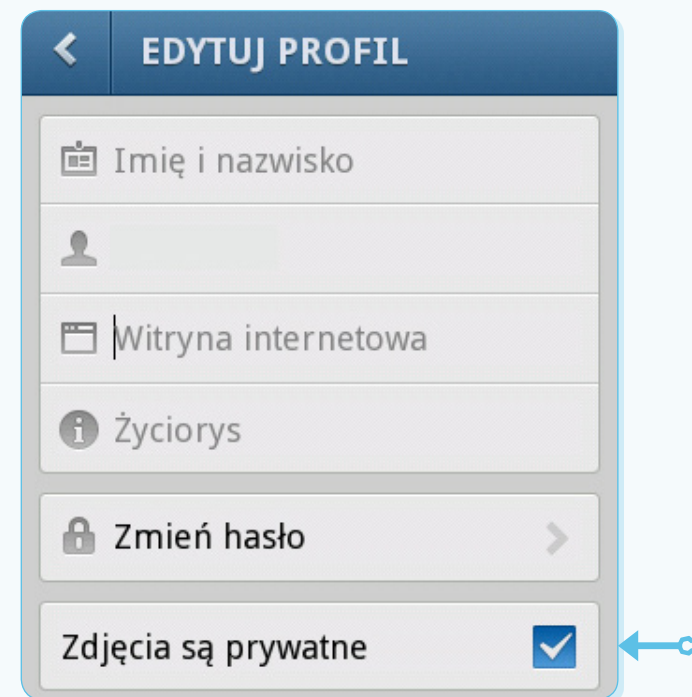 EDYTUJ PROFIL
Imię i nazwisko
Witryna internetowa
Życiorys
Zmień hasło
Zdjęcia są prywatne